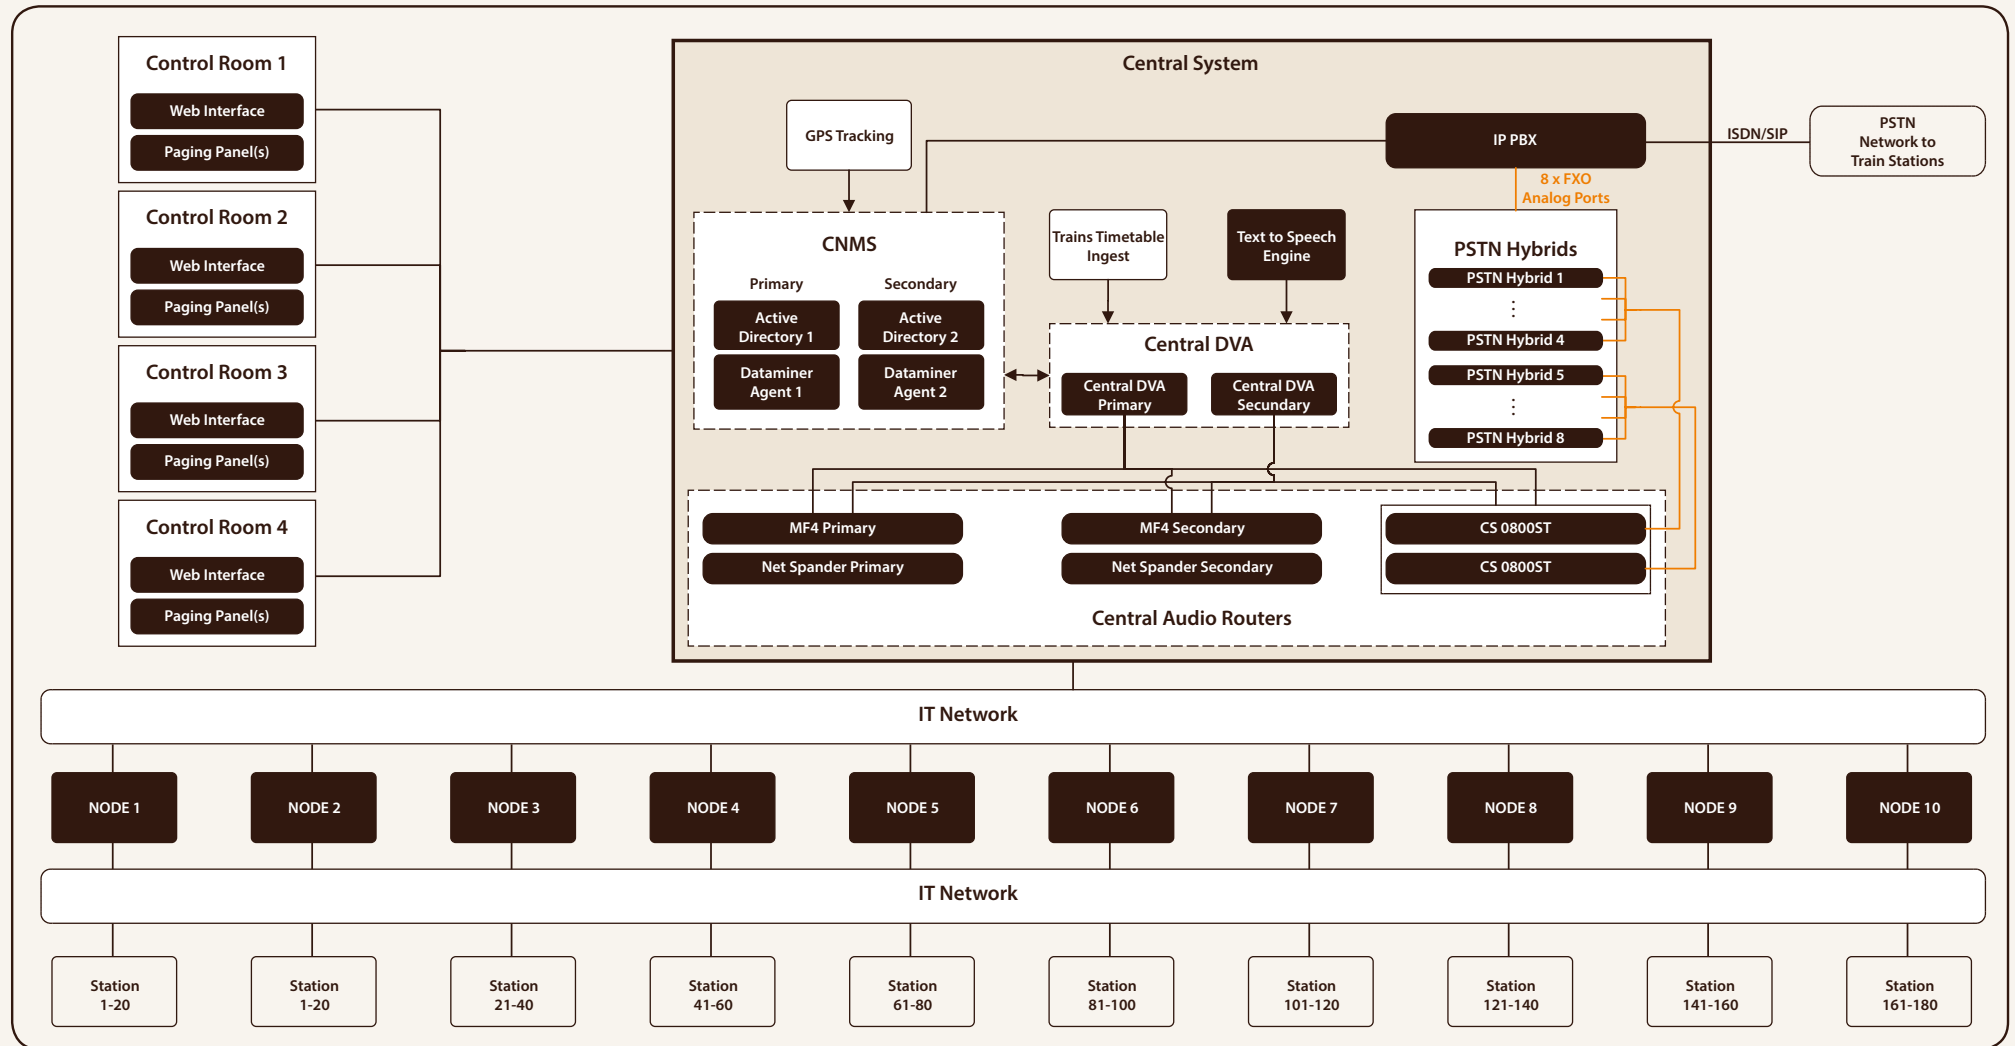 Control Room 1
Web Interface
Paging Panel(s)
Control Room 2
Web Interface
Paging Panel(s)
Control Room 3
Web Interface
Paging Panel(s)
Control Room 4
Web Interface
Paging Panel(s)
Central System
GPS Tracking
IP PBX
ISDN/SIP
PSTN
Network to
Train Stations
8 x FXO
Analog Ports
CNMS
Primary
Secondary
Active
Directory 1
Active
Directory 2
Dataminer
Agent 1
Dataminer
Agent 2
Trains Timetable
Ingest
Text to Speech
Engine
Central DVA
Central DVA
Primary
Central DVA
Secundary
PSTN Hybrids
PSTN Hybrid 1
PSTN Hybrid 4
PSTN Hybrid 5
PSTN Hybrid 8
MF4 Primary
MF4 Secondary
CS 0800ST
Net Spander Primary
Net Spander Secondary
CS 0800ST
Central Audio Routers
IT Network
NODE 1
NODE 2
NODE 3
NODE 4
NODE 5
NODE 6
NODE 7
NODE 8
NODE 9
NODE 10
IT Network
Station
1-20
Station
1-20
Station
21-40
Station
41-60
Station
61-80
Station
81-100
Station
101-120
Station
121-140
Station
141-160
Station
161-180